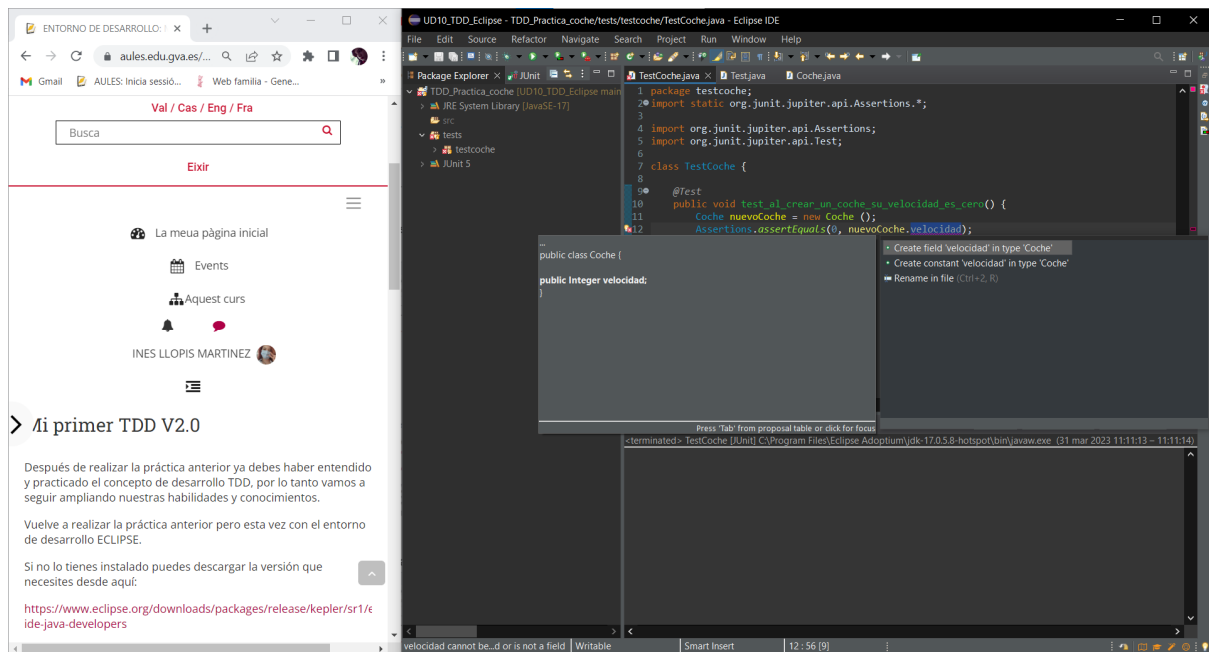 ENTORNO DE DESARROLLO:
aules.edu.gva.es/...
Gmail
AULES: Inicia sessió...
Web familia - Gene...
»
Val / Cas / Eng / Fra
Busca
Eixir
La meua pàgina inicial
Events
Aquest curs
INES LLOPIS MARTINEZ
Mi primer TDD V2.0
Después de realizar la práctica anterior ya debes haber entendido
y practicado el concepto de desarrollo TDD, por lo tanto vamos a
seguir ampliando nuestras habilidades y conocimientos.
Vuelve a realizar la práctica anterior pero esta vez con el entorno
de desarrollo ECLIPSE.
Si no lo tienes instalado puedes descargar la versión que
necesites desde aquí:
https://www.eclipse.org/downloads/packages/release/kepler/sr1/e
ide-java-developers
UD10_TDD_Eclipse - TDD_Practica_coche/tests/testcoche/TestCoche.java - Eclipse IDE
File Edit Source Refactor Navigate Search Project Run Window Help
Package Explorer
JUnit
TDD_Practica_coche [UD10_TDD_Eclipse main
JRE System Library [JavaSE-17]
src
tests
testcoche
JUnit 5
TestCoche.java
Test.java
Coche.java
1 package testcoche;
2 import static org.junit.jupiter.api.Assertions.*;
3
4 import org.junit.jupiter.api.Assertions;
5 import org.junit.jupiter.api.Test;
6
7 class TestCoche {
8
9 @Test
10 public void test_al_crear_un_coche_su_velocidad_es_cero() {
11 Coche nuevoCoche = new Coche ();
12 Assertions.assertEquals(0, nuevoCoche.velocidad);
...
public class Coche {
public Integer velocidad;
}
Press 'Tab' from proposal table or click for focus
Create field 'velocidad' in type 'Coche'
Create constant 'velocidad' in type 'Coche'
Rename in file (Ctrl+2, R)
<terminated> TestCoche [JUnit] C:\Program Files\Eclipse Adoptium\jdk-17.0.5.8-hotspot\bin\javaw.exe (31 mar 2023 11:11:13 – 11:11:14)
velocidad cannot be...d or is not a field
Writable
Smart Insert
12 : 56 [9]